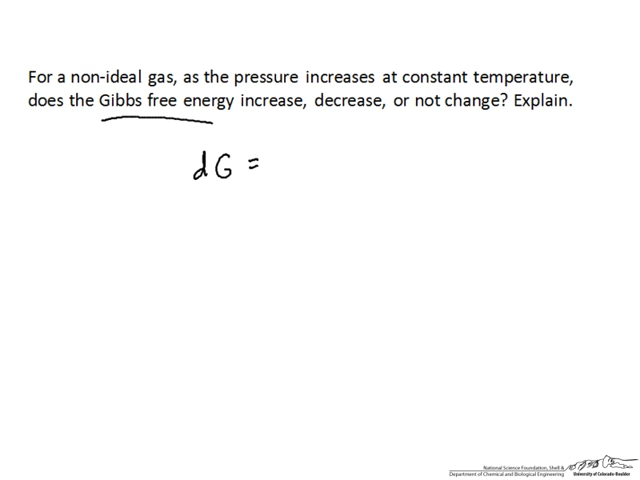 For a non-ideal gas, as the pressure increases at constant temperature,
does the Gibbs free energy increase, decrease, or not change? Explain.
dG =
National Science Foundation, Shell &
Department of Chemical and Biological Engineering
University of Colorado Boulder